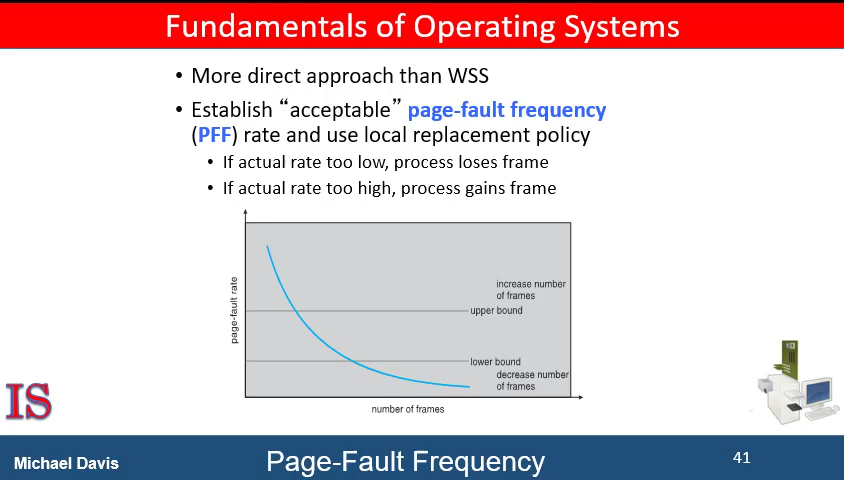 Fundamentals of Operating Systems
• More direct approach than WSS
• Establish “acceptable” page-fault frequency
(PFF) rate and use local replacement policy
• If actual rate too low, process loses frame
• If actual rate too high, process gains frame
page-fault rate
increase number
of frames
upper bound
lower bound
decrease number
of frames
number of frames
IS
Michael Davis
Page-Fault Frequency
41